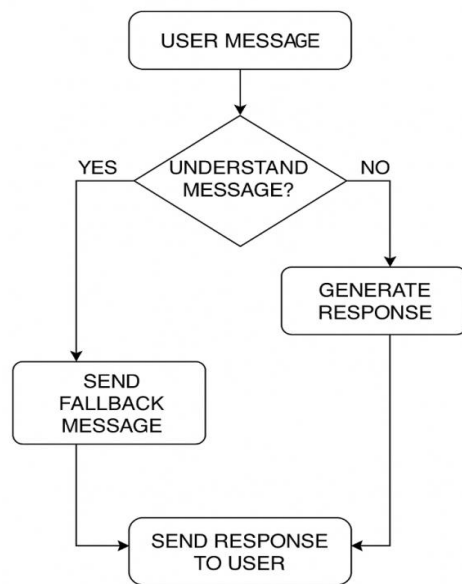 USER MESSAGE
UNDERSTAND
MESSAGE?
YES
NO
GENERATE
RESPONSE
SEND
FALLBACK
MESSAGE
SEND RESPONSE
TO USER